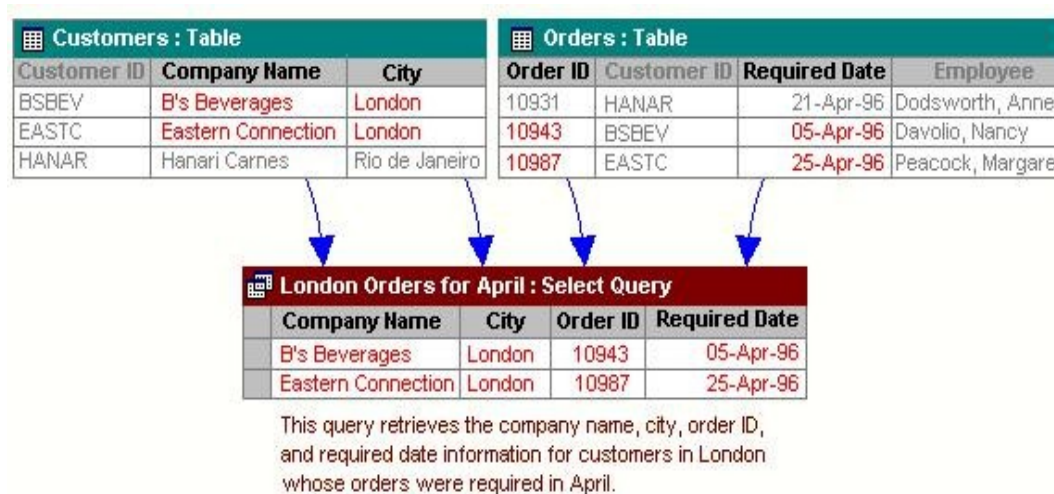 Customers : Table
Customer ID Company Name City
BSBEV B's Beverages London
EASTC Eastern Connection London
HANAR Hanari Carnes Rio de Janeiro
Orders : Table
Order ID Customer ID Required Date Employee
10931 HANAR 21-Apr-96 Dodsworth, Anne
10943 BSBEV 05-Apr-96 Davolio, Nancy
10987 EASTC 25-Apr-96 Peacock, Margare
London Orders for April : Select Query
Company Name City Order ID Required Date
B's Beverages London 10943 05-Apr-96
Eastern Connection London 10987 25-Apr-96
This query retrieves the company name, city, order ID,
and required date information for customers in London
whose orders were required in April.